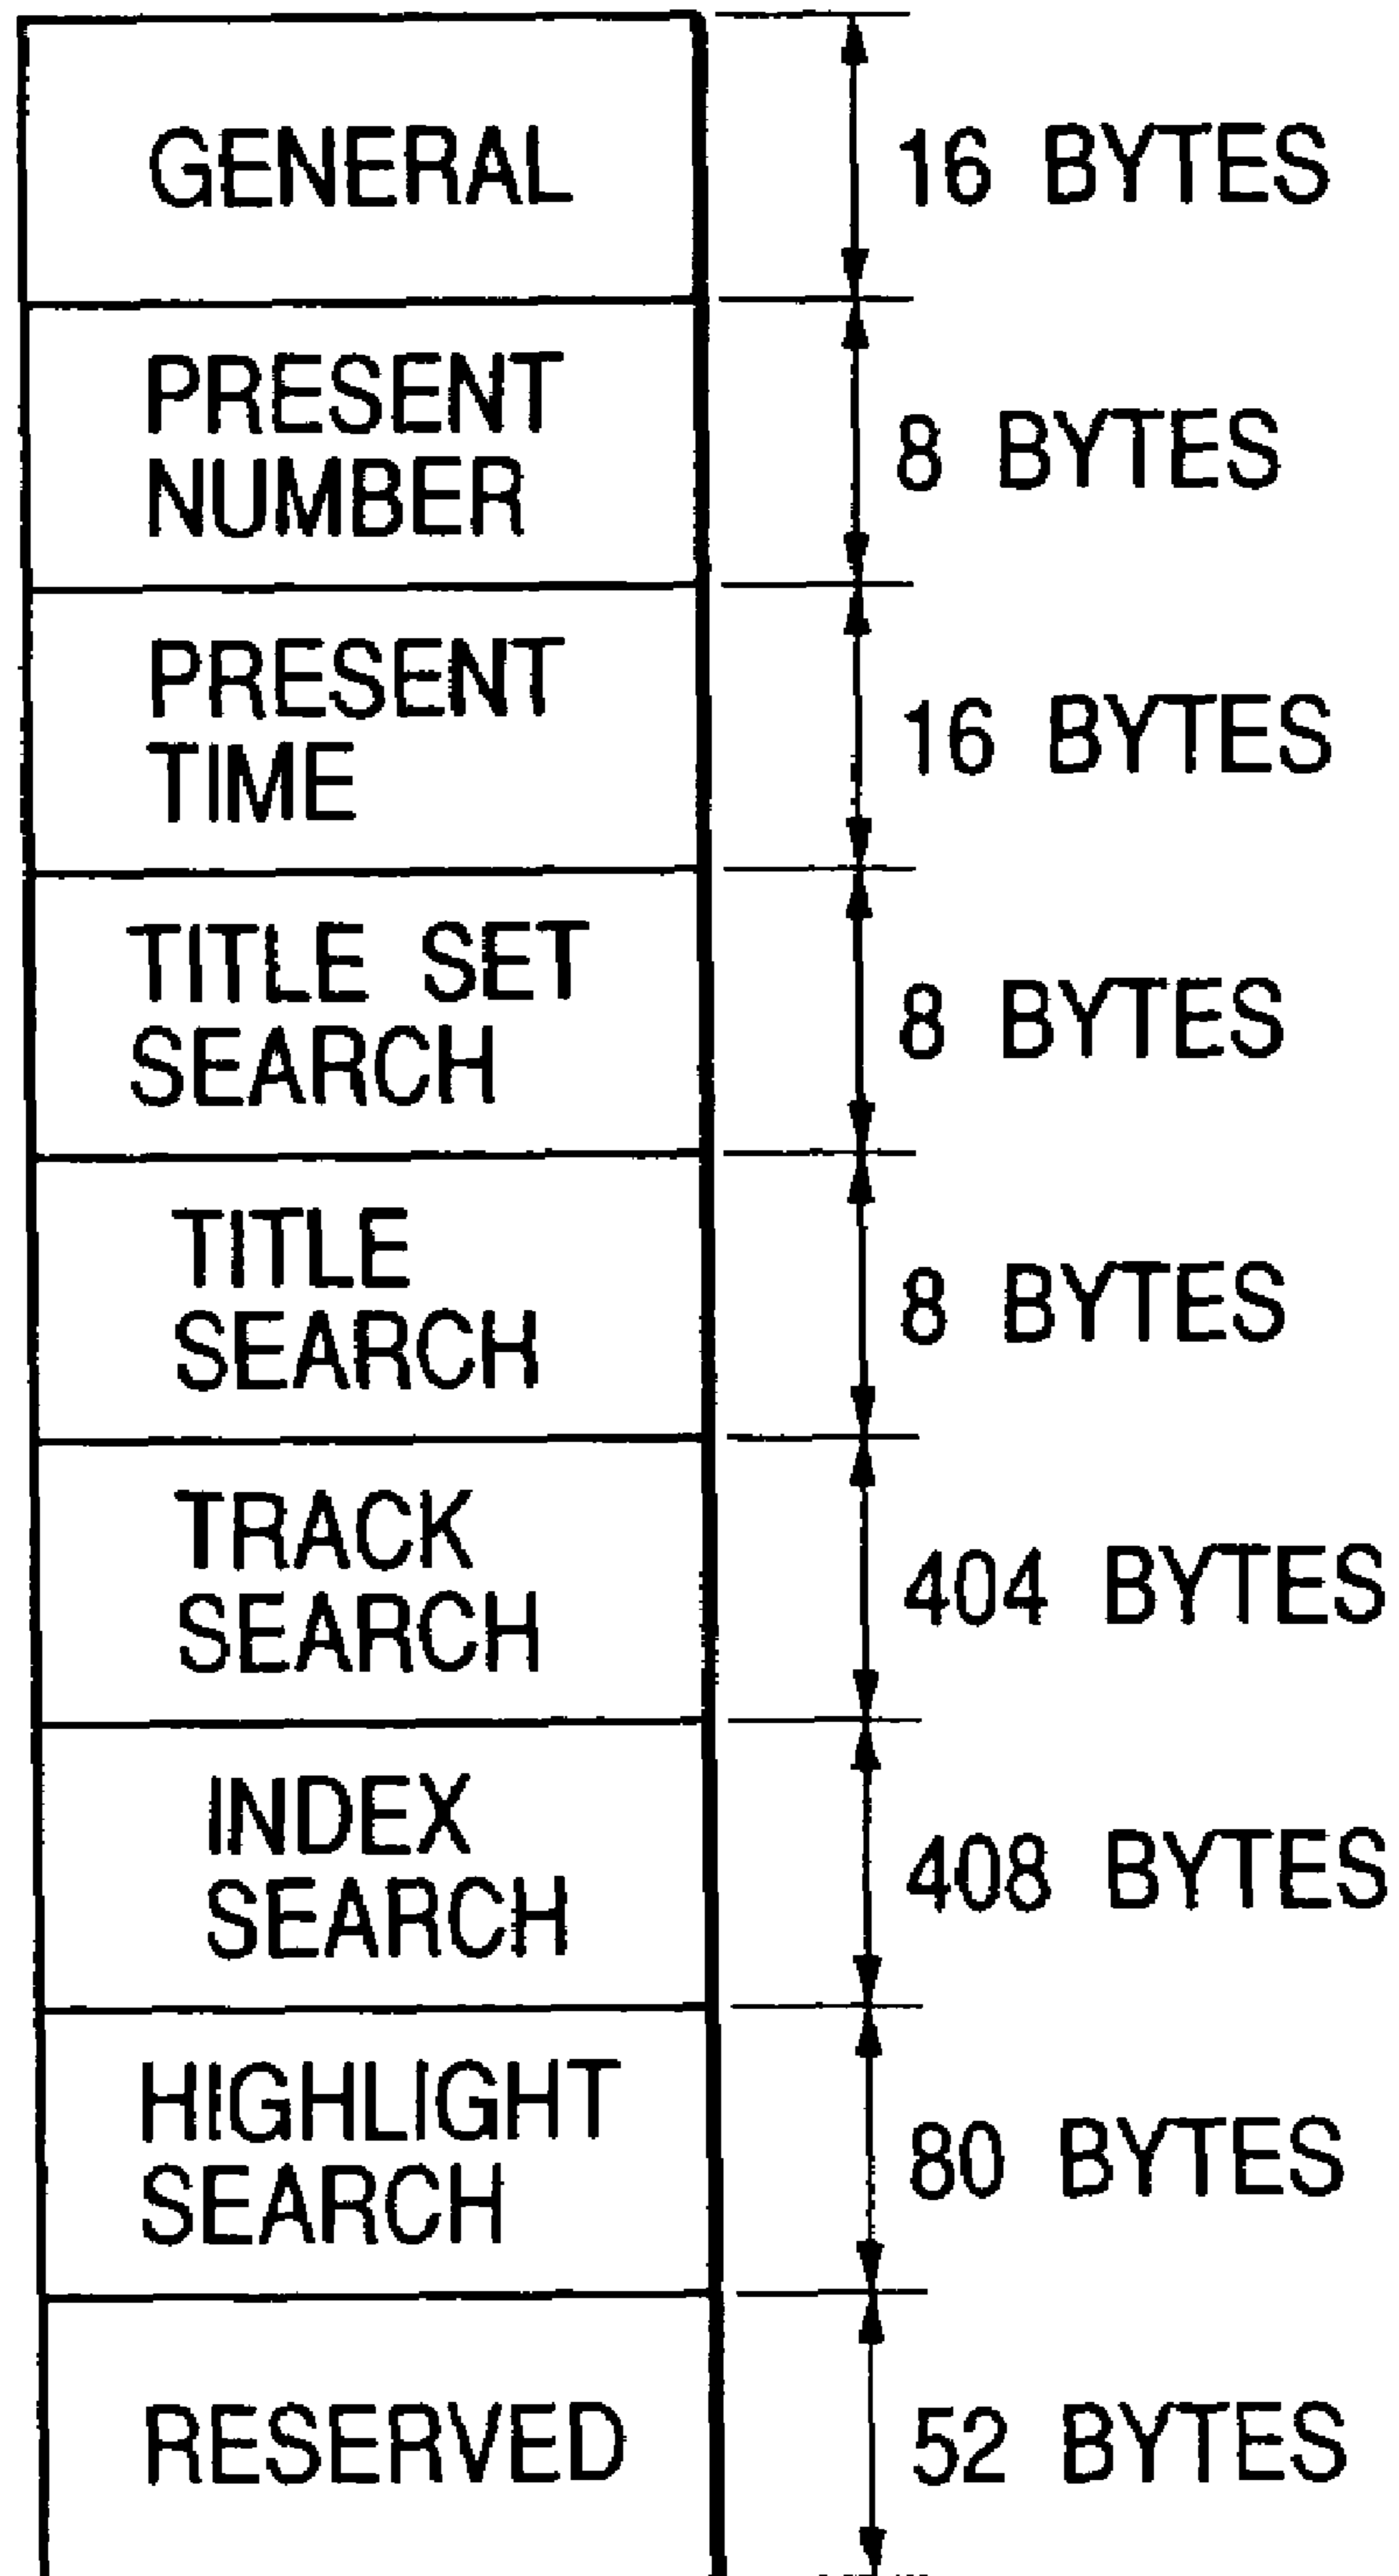 GENERAL
16 BYTES
PRESENT
NUMBER
8 BYTES
PRESENT
TIME
16 BYTES
TITLE SET
SEARCH
8 BYTES
TITLE
SEARCH
8 BYTES
TRACK
SEARCH
404 BYTES
INDEX
SEARCH
408 BYTES
HIGHLIGHT
SEARCH
80 BYTES
RESERVED
52 BYTES